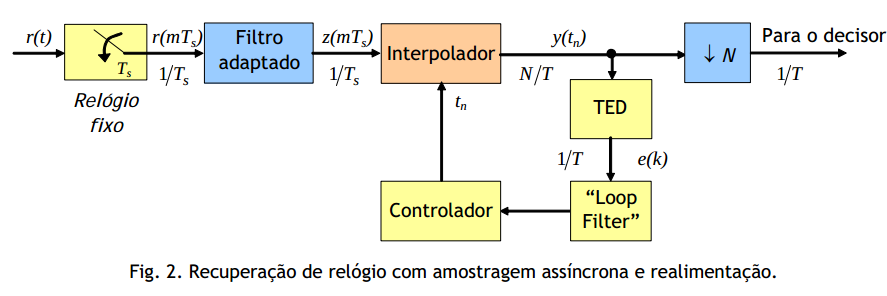 r(t)
r(mTs)
Filtro
adaptado
z(mTs)
Interpolador
y(tn)
↓ N
Para o decisor
Ts
1/Ts
1/Ts
N/T
1/T
Relógio
fixo
tn
TED
1/T
e(k)
Controlador
“Loop
Filter”
Fig. 2. Recuperação de relógio com amostragem assíncrona e realimentação.